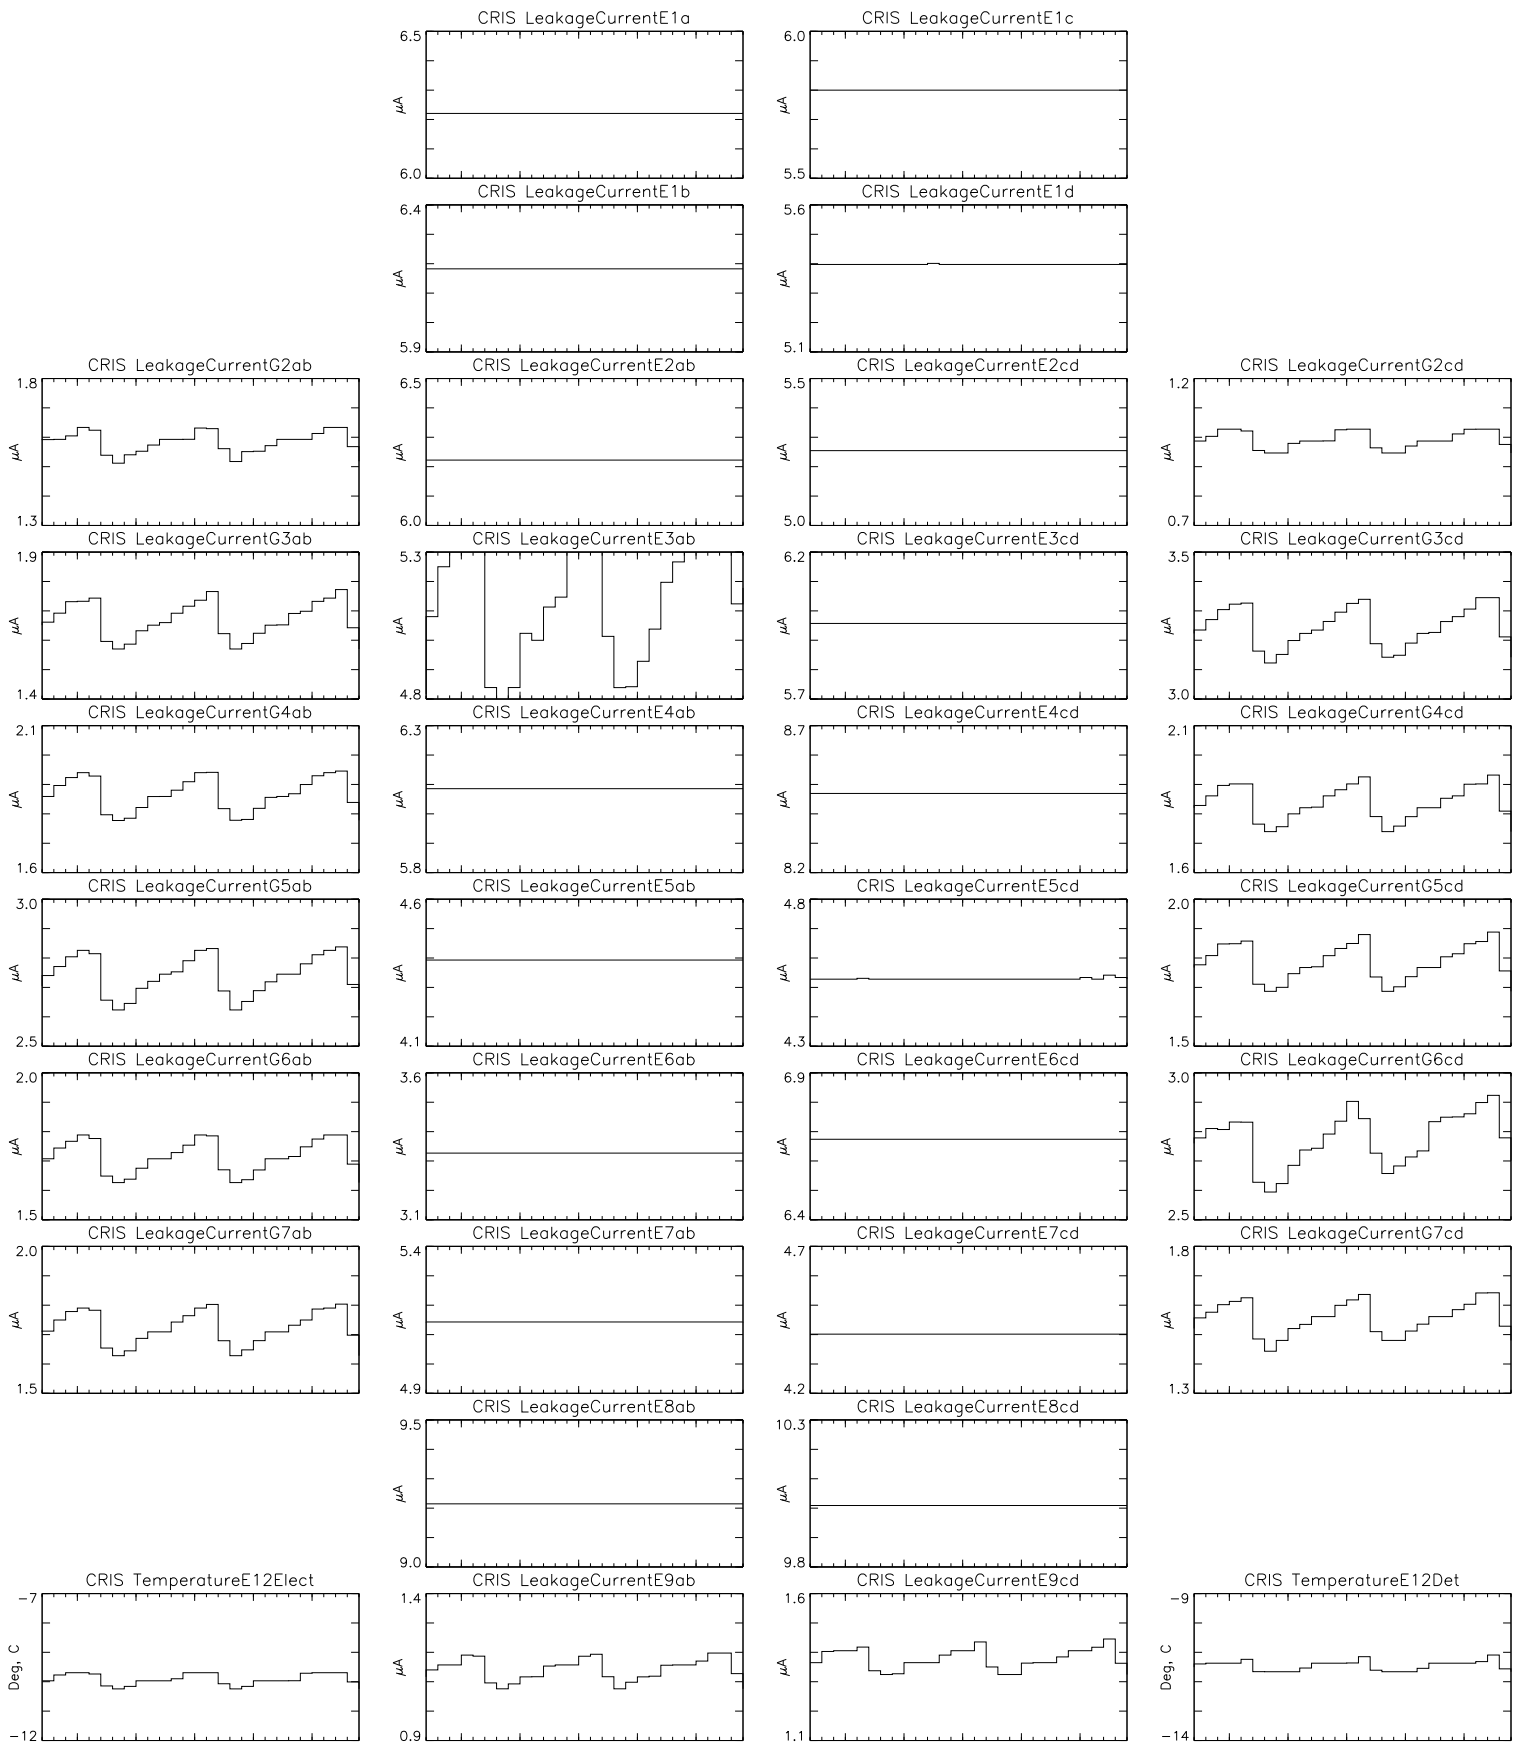 CRIS LeakageCurrentE1a CRIS LeakageCurrentE1c
6.5 6.0
μA μA
6.0 5.5
CRIS LeakageCurrentE1b CRIS LeakageCurrentE1d
6.4 5.6
μA μA
5.9 5.1
CRIS LeakageCurrentG2ab CRIS LeakageCurrentE2ab CRIS LeakageCurrentE2cd CRIS LeakageCurrentG2cd
1.8 6.5 5.5 1.2
μA μA μA μA
1.3 6.0 5.0 0.7
CRIS LeakageCurrentG3ab CRIS LeakageCurrentE3ab CRIS LeakageCurrentE3cd CRIS LeakageCurrentG3cd
1.9 5.3 6.2 3.5
μA μA μA μA
1.4 4.8 5.7 3.0
CRIS LeakageCurrentG4ab CRIS LeakageCurrentE4ab CRIS LeakageCurrentE4cd CRIS LeakageCurrentG4cd
2.1 6.3 8.7 2.1
μA μA μA μA
1.6 5.8 8.2 1.6
CRIS LeakageCurrentG5ab CRIS LeakageCurrentE5ab CRIS LeakageCurrentE5cd CRIS LeakageCurrentG5cd
3.0 4.6 4.8 2.0
μA μA μA μA
2.5 4.1 4.3 1.5
CRIS LeakageCurrentG6ab CRIS LeakageCurrentE6ab CRIS LeakageCurrentE6cd CRIS LeakageCurrentG6cd
2.0 3.6 6.9 3.0
μA μA μA μA
1.5 3.1 6.4 2.5
CRIS LeakageCurrentG7ab CRIS LeakageCurrentE7ab CRIS LeakageCurrentE7cd CRIS LeakageCurrentG7cd
2.0 5.4 4.7 1.8
μA μA μA μA
1.5 4.9 4.2 1.3
CRIS LeakageCurrentE8ab CRIS LeakageCurrentE8cd
9.5 10.3
μA μA
9.0 9.8
CRIS TemperatureE12Elect CRIS LeakageCurrentE9ab CRIS LeakageCurrentE9cd CRIS TemperatureE12Det
-7 1.4 1.6 -9
Deg, C μA μA Deg, C
-12 0.9 1.1 -14